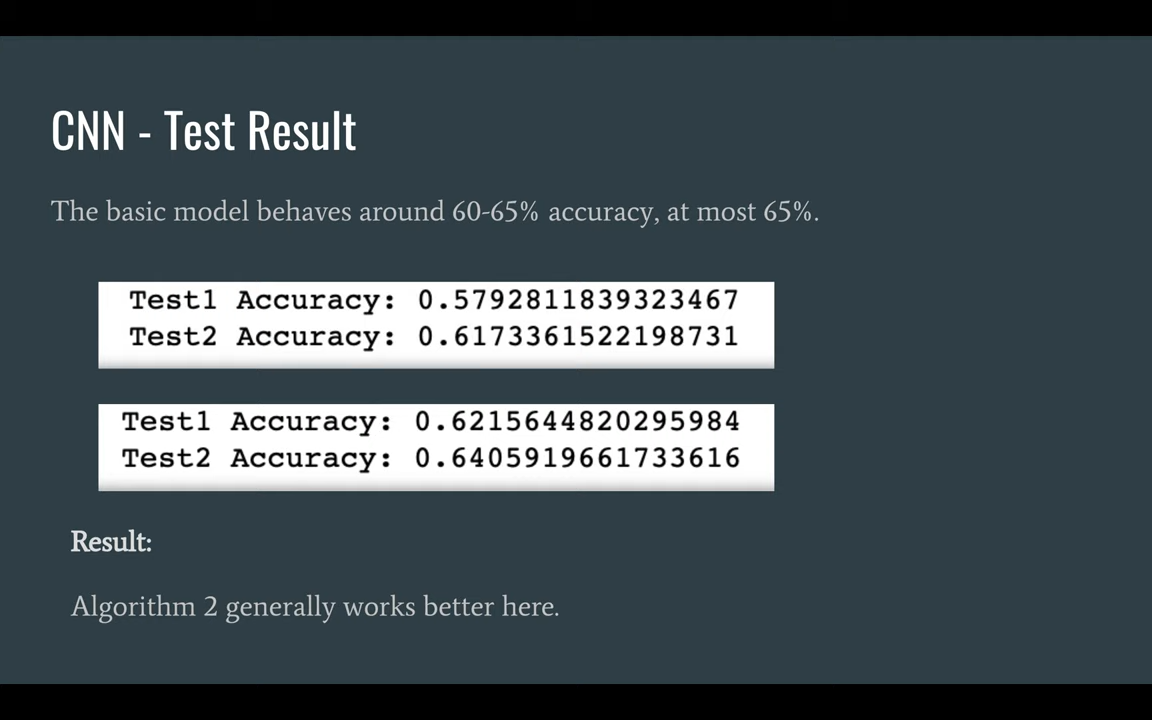 CNN - Test Result
The basic model behaves around 60-65% accuracy, at most 65%.
Test1 Accuracy: 0.5792811839323467
Test2 Accuracy: 0.6173361522198731
Test1 Accuracy: 0.6215644820295984
Test2 Accuracy: 0.6405919661733616
Result:
Algorithm 2 generally works better here.